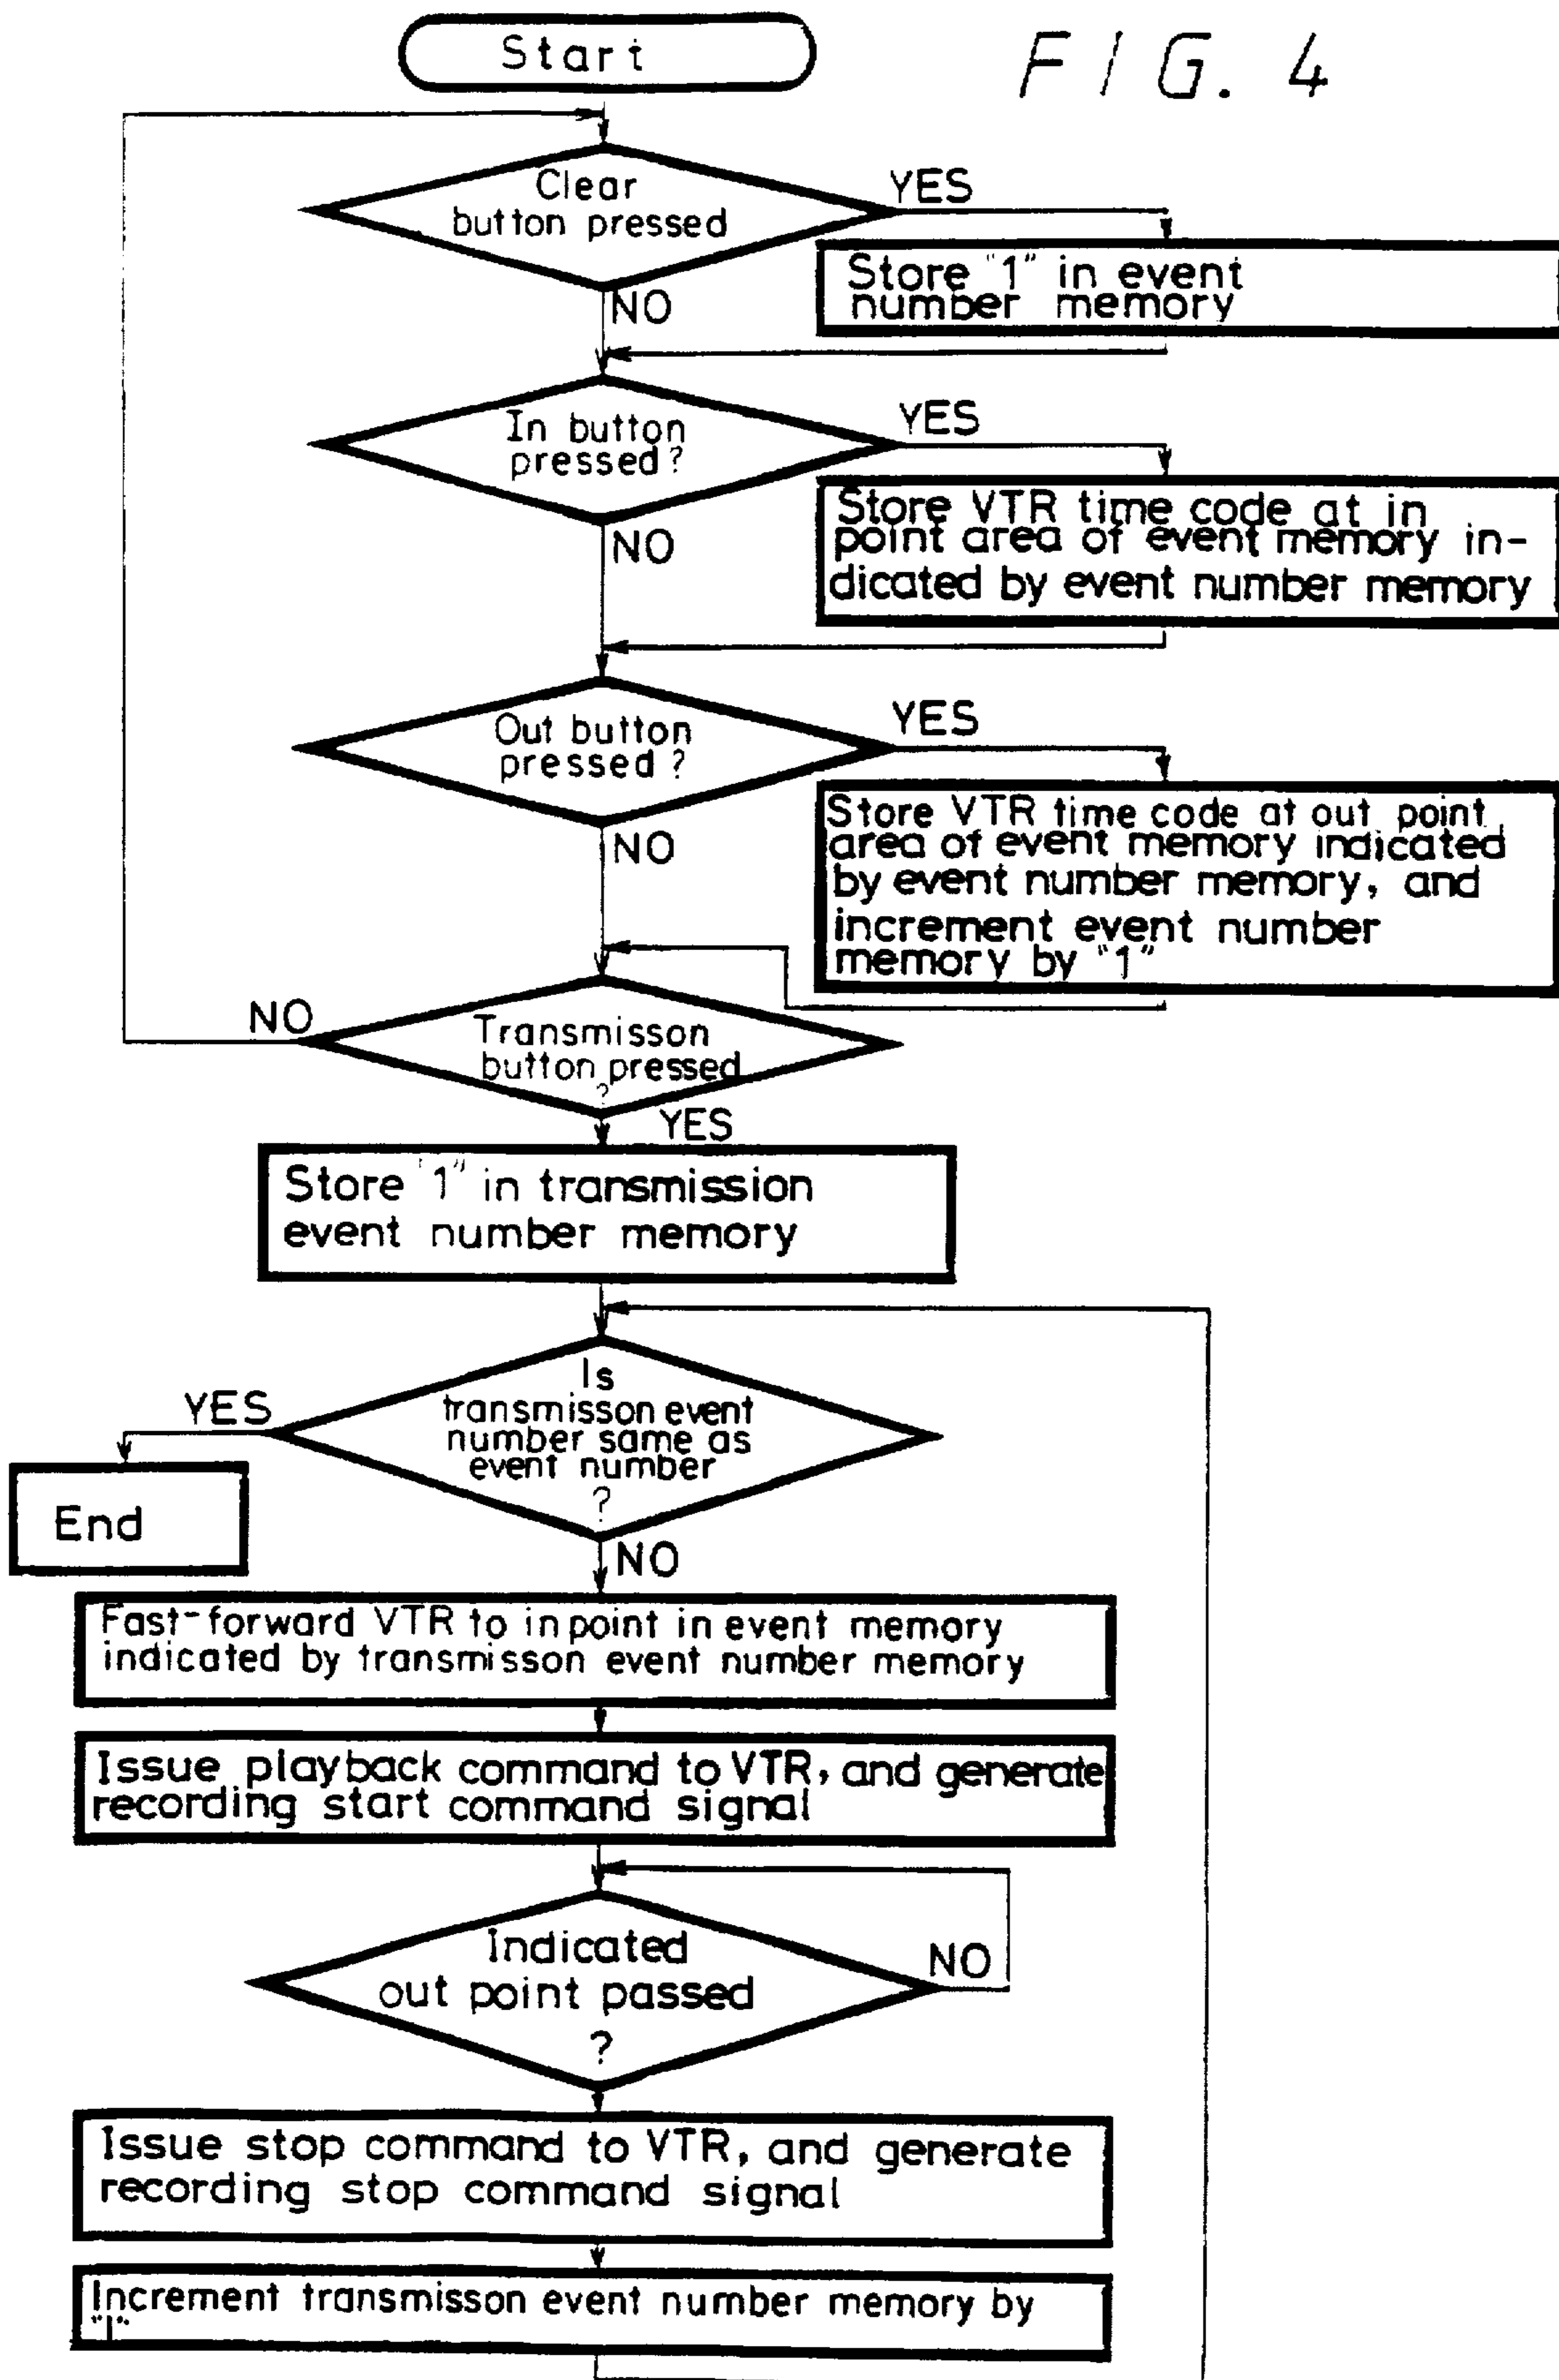 Start
FIG. 4
Clear
button pressed
YES
Store "1" in event
number memory
NO
In button
pressed?
YES
Store VTR time code at in
point area of event memory in-
dicated by event number memory
NO
Out button
pressed?
YES
Store VTR time code at out point
area of event memory indicated
by event number memory, and
increment event number
memory by "1"
NO
NO
Transmisson
button pressed
?
YES
Store "1" in transmission
event number memory
Is
transmisson event
number same as
event number
?
YES
End
NO
Fast-forward VTR to in point in event memory
indicated by transmisson event number memory
Issue playback command to VTR, and generate
recording start command signal
Indicated
out point passed
?
NO
Issue stop command to VTR, and generate
recording stop command signal
Increment transmisson event number memory by
"1"